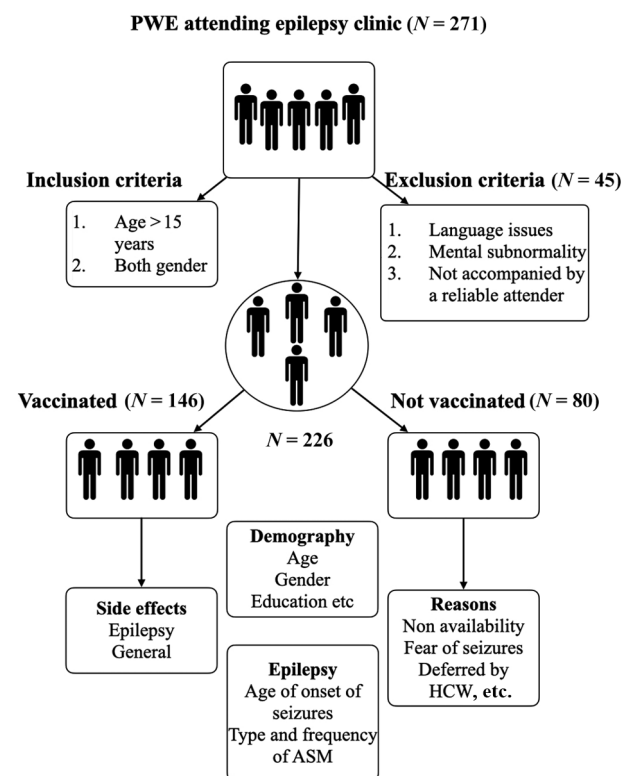 PWE attending epilepsy clinic (N = 271)
Inclusion criteria
1. Age > 15
years
2. Both gender
Exclusion criteria (N = 45)
1. Language issues
2. Mental subnormality
3. Not accompanied by
a reliable attender
Vaccinated (N = 146)
Not vaccinated (N = 80)
N = 226
Side effects
Epilepsy
General
Demography
Age
Gender
Education etc
Epilepsy
Age of onset of
seizures
Type and frequency
of ASM
Reasons
Non availability
Fear of seizures
Deferred by
HCW, etc.